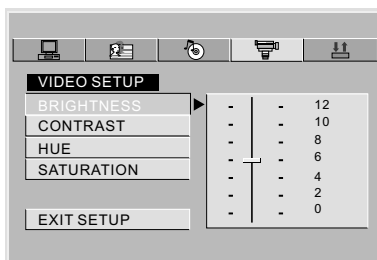 VIDEO SETUP
BRIGHTNESS
CONTRAST
HUE
SATURATION
EXIT SETUP
12
10
8
6
4
2
0